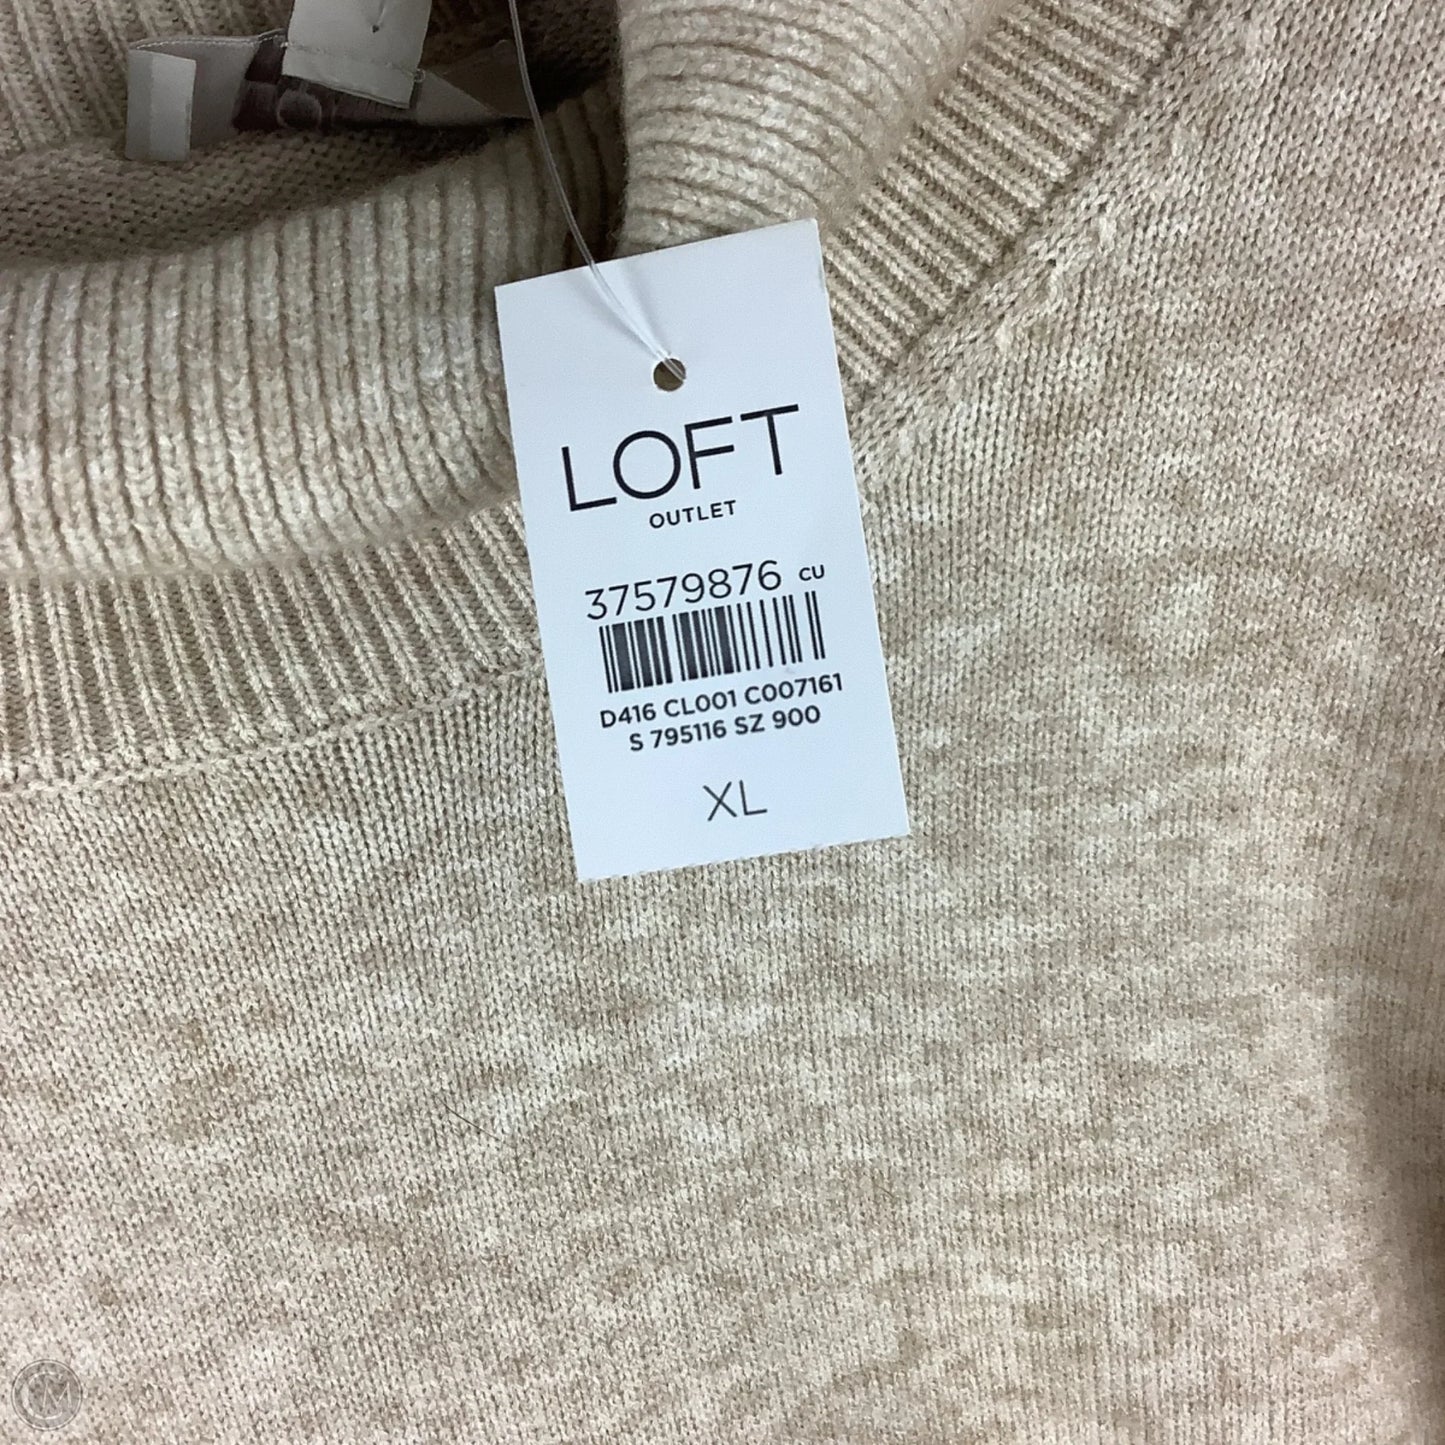 LOFT
OUTLET
37579876 CU
D416 CL001 C007161
S 795116 SZ 900
XL